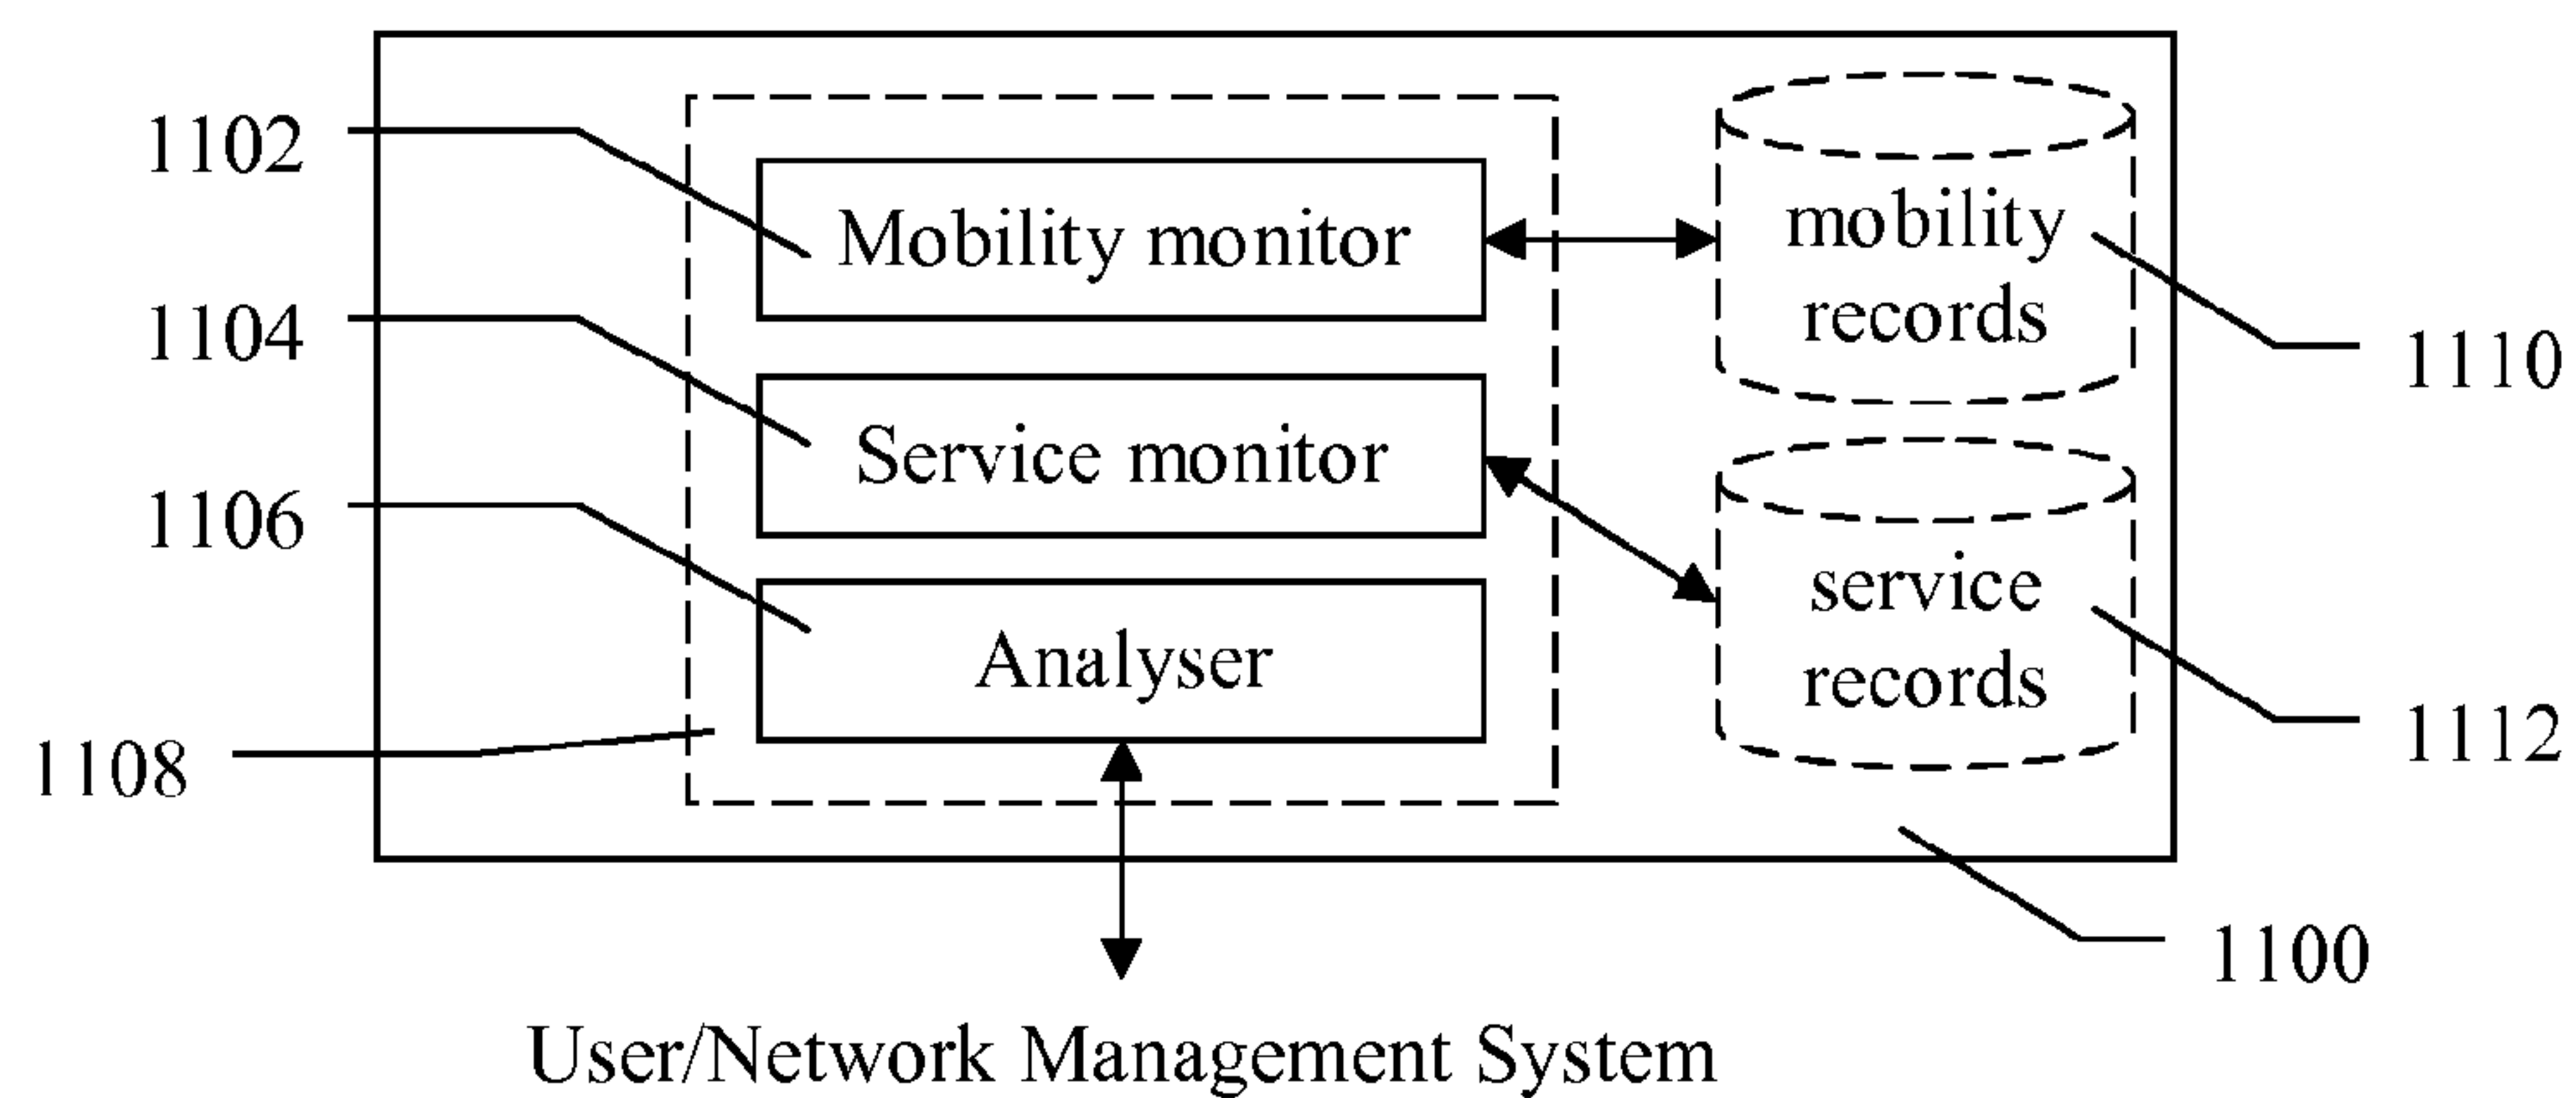 1102
Mobility monitor
mobility
records
1110
1104
Service monitor
1106
Analyser
service
records
1112
1108
1100
User/Network Management System